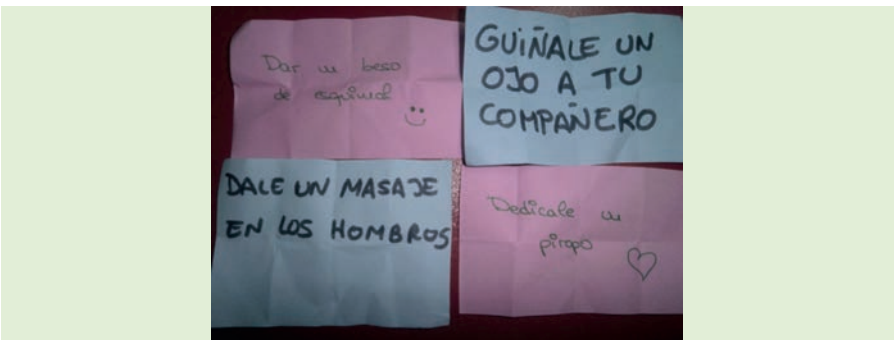 Dar un beso
de esquimal
GUIÑALE UN
OJO A TU
COMPAÑERO
DALE UN MASAJE
EN LOS HOMBROS
Dedícale un
piropo